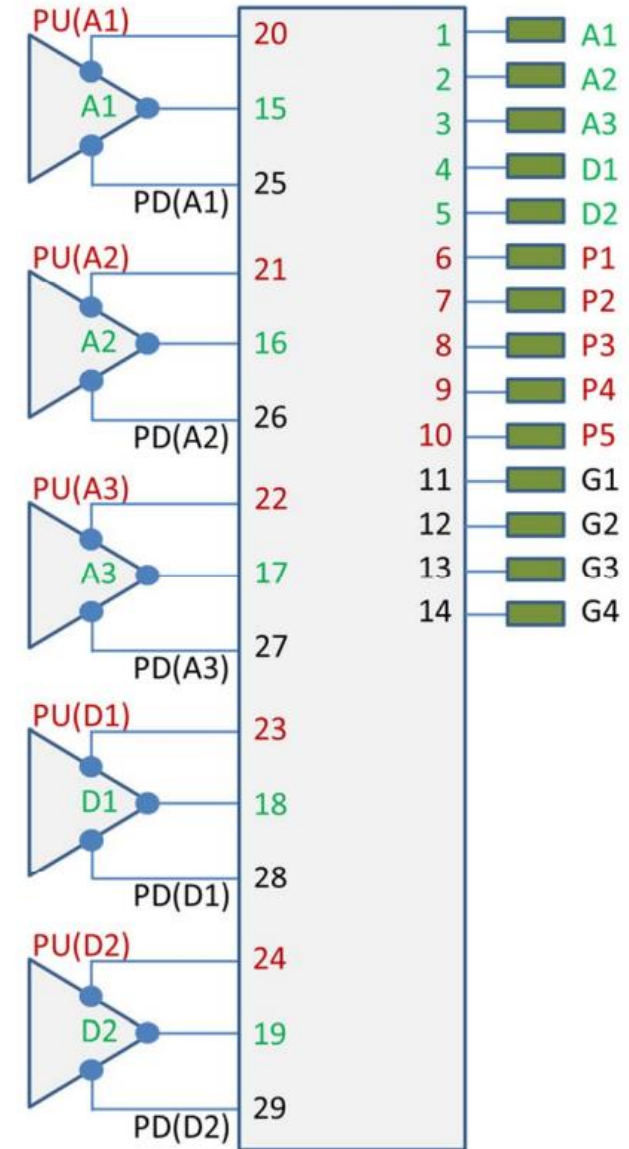 PU(A1)
20
1
A1
A1
15
2
A2
3
A3
25
4
D1
PD(A1)
5
D2
PU(A2)
21
6
P1
7
P2
A2
16
8
P3
9
P4
26
PD(A2)
10
P5
PU(A3)
22
11
G1
12
G2
A3
17
13
G3
14
G4
27
PD(A3)
PU(D1)
23
D1
18
28
PD(D1)
PU(D2)
24
D2
19
29
PD(D2)